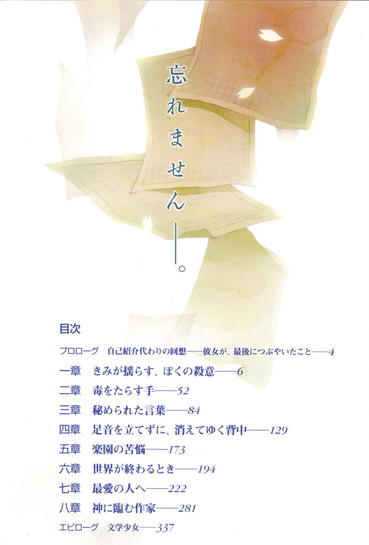 忘れません──。
目次
プロローグ 自己紹介代わりの回想──彼女が、最後につぶやいたこと──4
一章 きみが揺らす、ぼくの殺意──6
二章 毒をたらす手──52
三章 秘められた言葉──84
四章 足音を立てずに、消えてゆく背中──129
五章 楽園の苦悩──173
六章 世界が終わるとき──194
七章 最愛の人へ──222
八章 神に臨む作家──281
エピローグ 文学少女──337